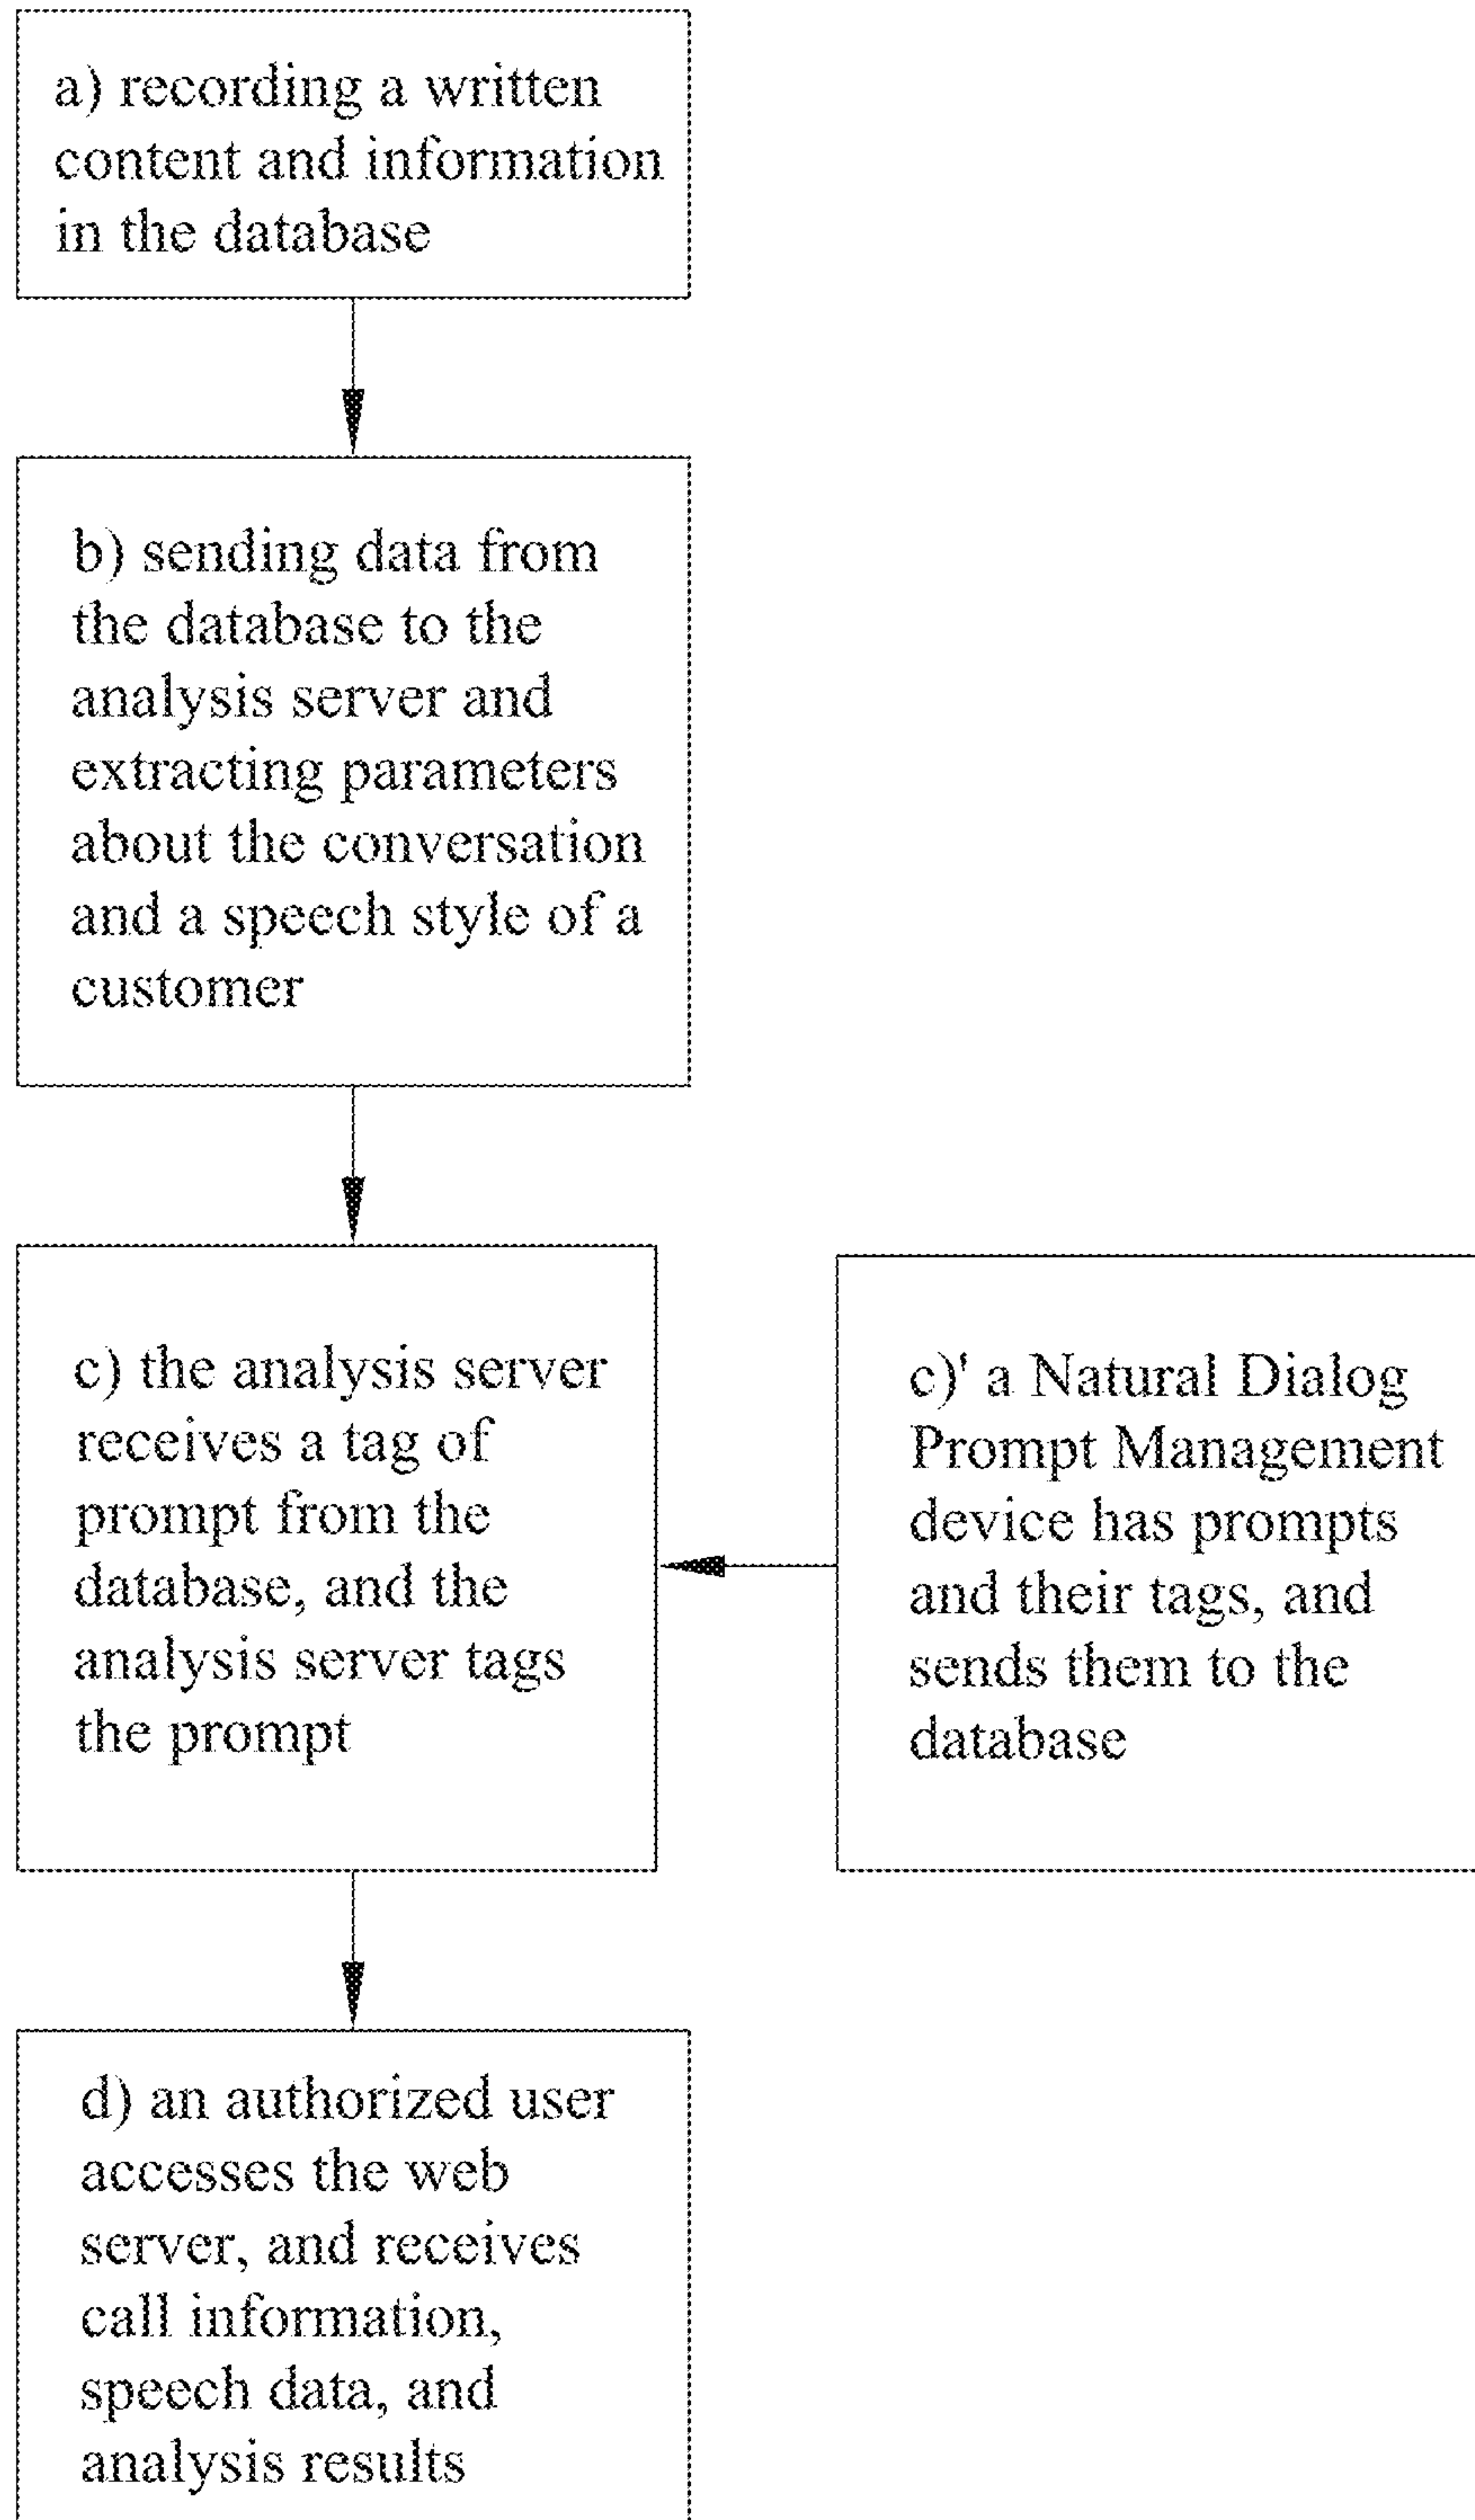 a) recording a written
content and information
in the database
b) sending data from
the database to the
analysis server and
extracting parameters
about the conversation
and a speech style of a
customer
c) the analysis server
receives a tag of
prompt from the
database, and the
analysis server tags
the prompt
c)' a Natural Dialog
Prompt Management
device has prompts
and their tags, and
sends them to the
database
d) an authorized user
accesses the web
server, and receives
call information,
speech data, and
analysis results